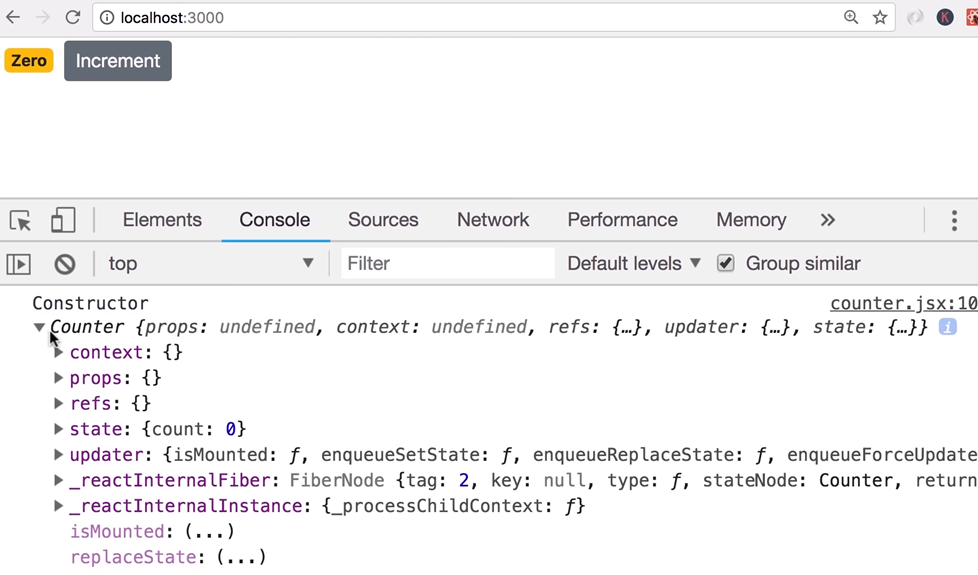 localhost:3000
K
Zero Increment
Elements Console Sources Network Performance Memory
top Filter Default levels Group similar
Constructor counter.jsx:10
Counter {props: undefined, context: undefined, refs: {…}, updater: {…}, state: {…}} i
context: {}
props: {}
refs: {}
state: {count: 0}
updater: {isMounted: ƒ, enqueueSetState: ƒ, enqueueReplaceState: ƒ, enqueueForceUpdate
_reactInternalFiber: FiberNode {tag: 2, key: null, type: ƒ, stateNode: Counter, return
_reactInternalInstance: {_processChildContext: ƒ}
isMounted: (...)
replaceState: (...)